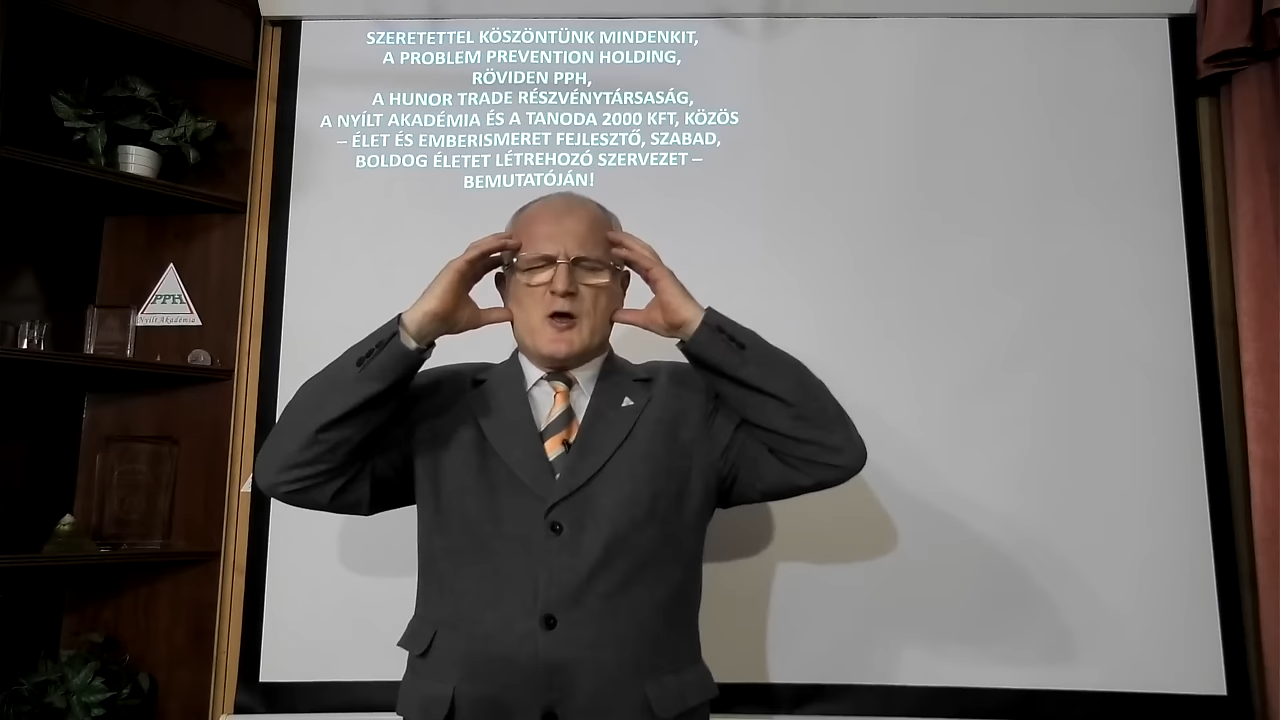 SZERETETTEL KÖSZÖNTÜNK MINDENKIT,
A PROBLEM PREVENTION HOLDING,
RÖVIDEN PPH,
A HUNOR TRADE RÉSZVÉNYTÁRSASÁG,
A NYÍLT AKADÉMIA ÉS A TANODA 2000 KFT, KÖZÖS
– ÉLET ÉS EMBERISMERET FEJLESZTŐ, SZABAD,
BOLDOG ÉLETET LÉTREHOZÓ SZERVEZET –
BEMUTATÓJÁN!
PPH
Nyílt Akadémia